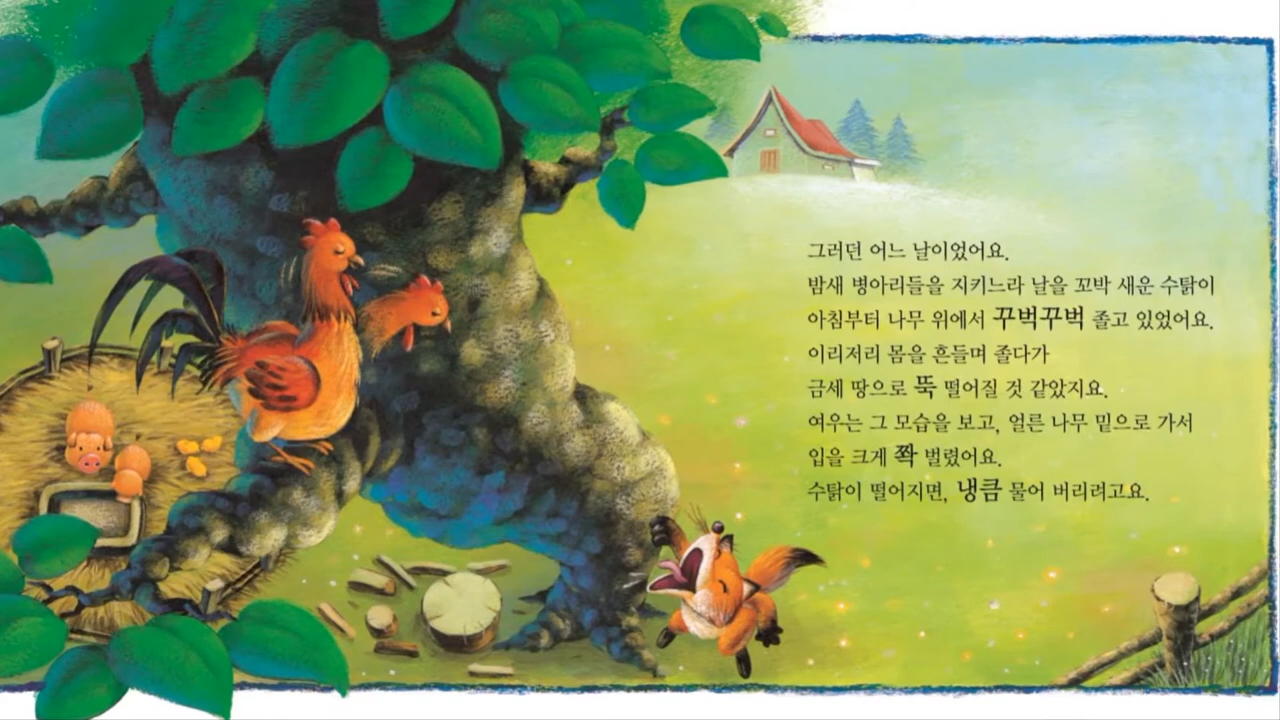 그러던 어느 날이었어요.
밤새 병아리들을 지키느라 날을 꼬박 새운 수탉이
아침부터 나무 위에서 꾸벅꾸벅 졸고 있었어요.
이리저리 몸을 흔들며 졸다가
금세 땅으로 뚝 떨어질 것 같았지요.
여우는 그 모습을 보고, 얼른 나무 밑으로 가서
입을 크게 쫙 벌렸어요.
수탉이 떨어지면, 냉큼 물어 버리려고요.